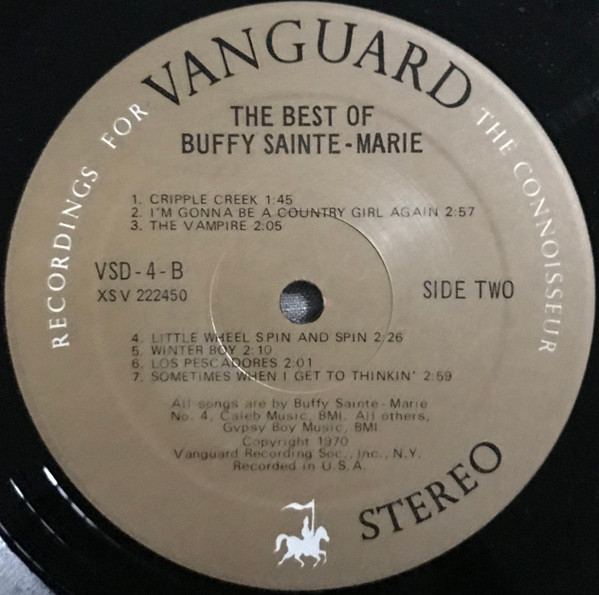 VANGUARD
RECORDINGS FOR THE CONNOISSEUR
THE BEST OF
BUFFY SAINTE-MARIE
1. CRIPPLE CREEK 1:45
2. I'M GONNA BE A COUNTRY GIRL AGAIN 2:57
3. THE VAMPIRE 2:05
VSD-4-B
XSV 222450
SIDE TWO
4. LITTLE WHEEL SPIN AND SPIN 2:26
5. WINTER BOY 2:10
6. LOS PESCADORES 2:01
7. SOMETIMES WHEN I GET TO THINKIN' 2:59
All songs are by Buffy Sainte-Marie
No. 4, Caleb Music, BMI. All others,
Gypsy Boy Music, BMI
Copyright 1970
Vanguard Recording Soc., Inc., N.Y.
Recorded in U.S.A.
STEREO